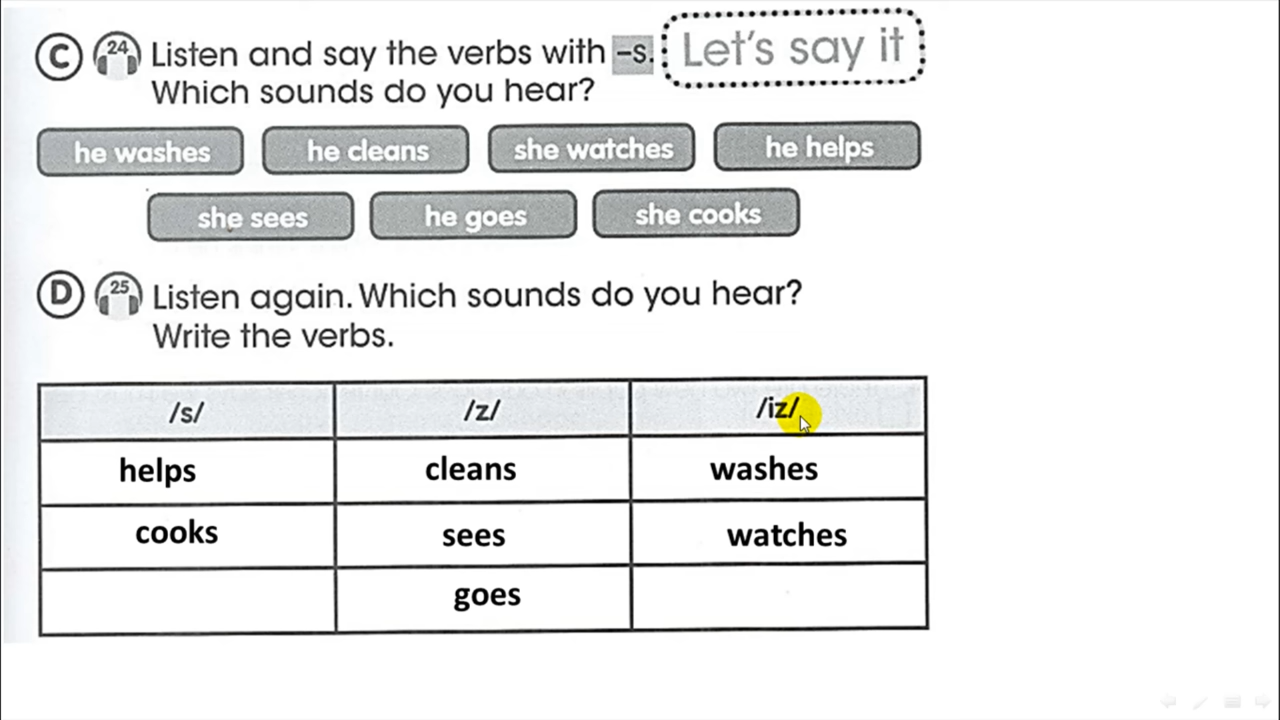 C 24 Listen and say the verbs with –s. Let's say it
Which sounds do you hear?
he washes he cleans she watches he helps
she sees he goes she cooks
D 25 Listen again. Which sounds do you hear?
Write the verbs.
/s/ /z/ /iz/
helps cleans washes
cooks sees watches
goes